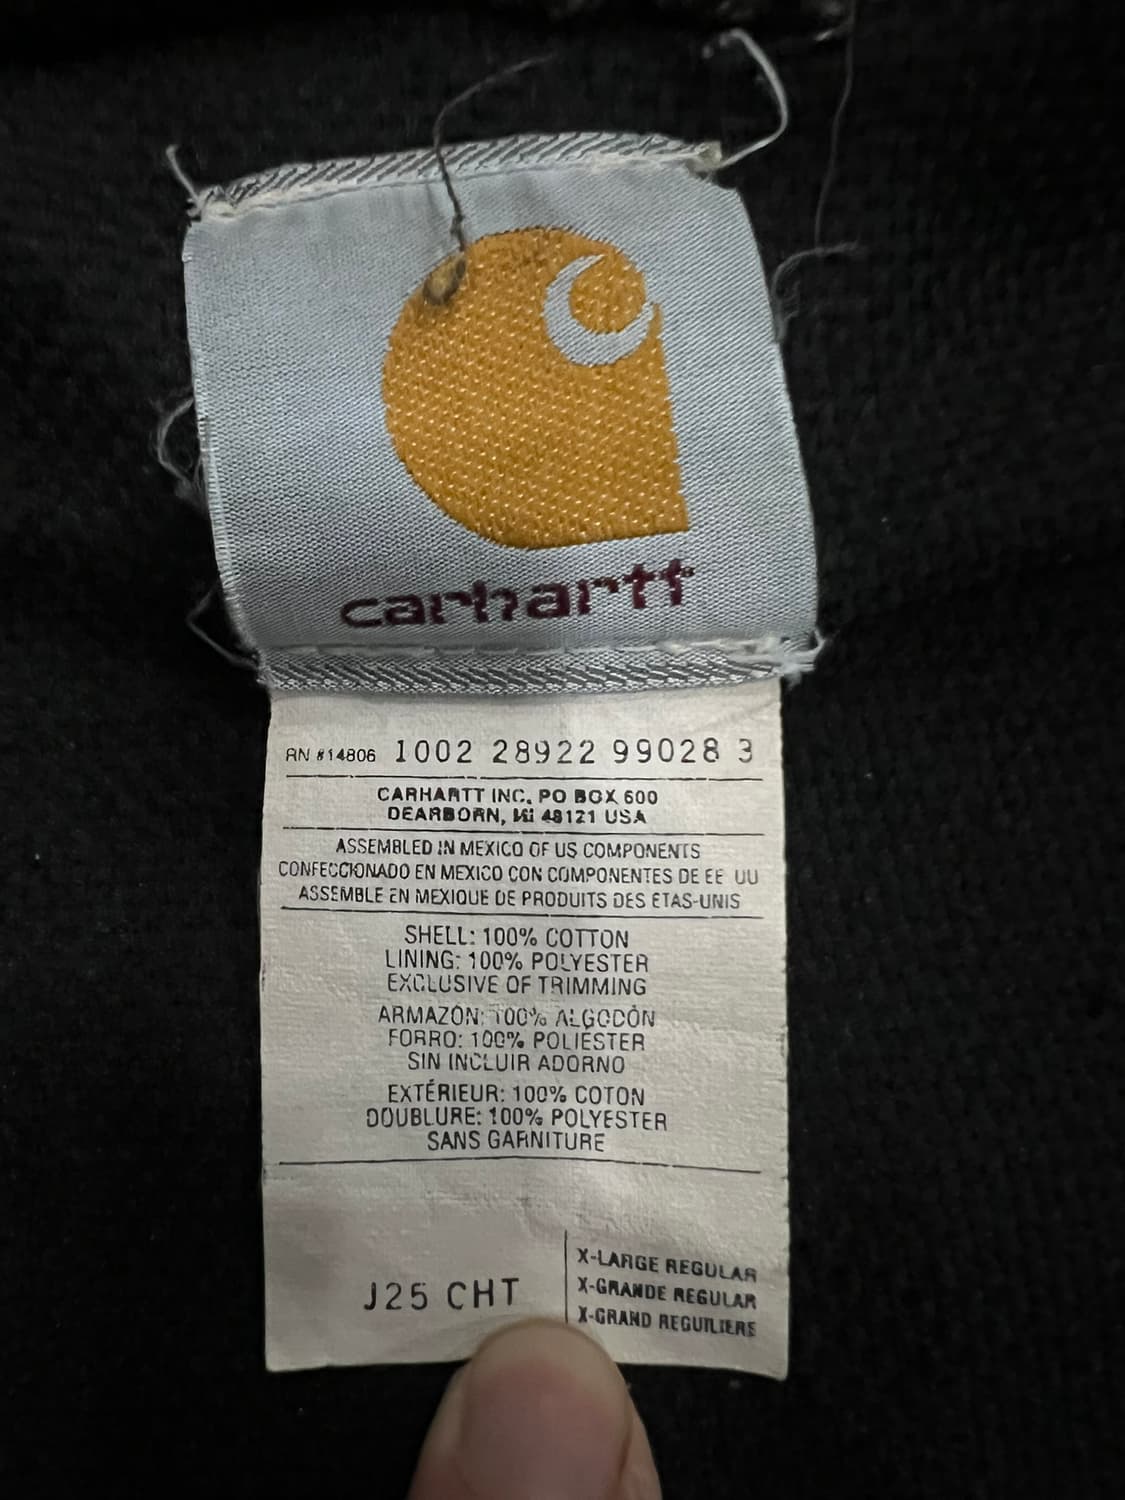 carhartt
RN #14806 1002 28922 99028 3
CARHARTT INC. PO BOX 600
DEARBORN, MI 48121 USA
ASSEMBLED IN MEXICO OF US COMPONENTS
CONFECCIONADO EN MEXICO CON COMPONENTES DE EE UU
ASSEMBLE EN MEXIQUE DE PRODUITS DES ETAS-UNIS
SHELL: 100% COTTON
LINING: 100% POLYESTER
EXCLUSIVE OF TRIMMING
ARMAZÓN: 100% ALGODÓN
FORRO: 100% POLIESTER
SIN INCLUIR ADORNO
EXTÉRIEUR: 100% COTON
DOUBLURE: 100% POLYESTER
SANS GARNITURE
J25 CHT
X-LARGE REGULAR
X-GRANDE REGULAR
X-GRAND REGUILIERE